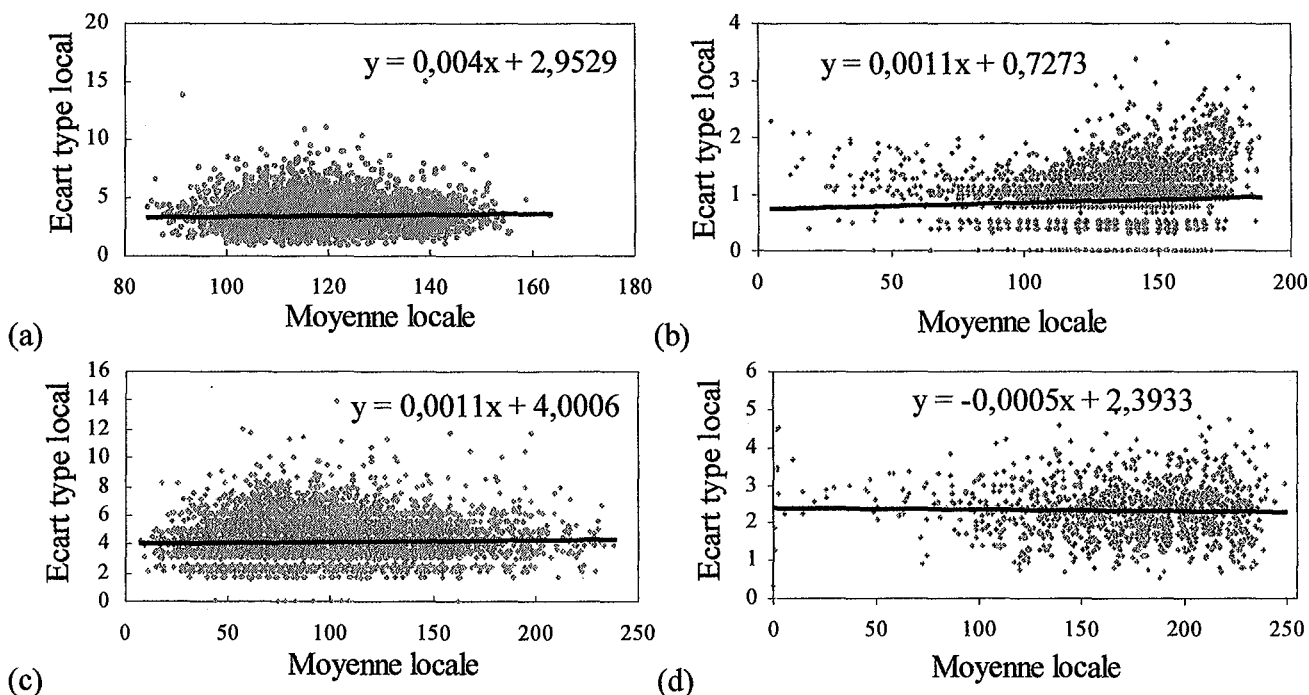 20
15
10
5
0
Ecart type local
y = 0,004x + 2,9529
80 100 120 140 160 180
Moyenne locale
(a)
4
3
2
1
0
Ecart type local
y = 0,0011x + 0,7273
0 50 100 150 200
Moyenne locale
(b)
16
14
12
10
8
6
4
2
0
Ecart type local
y = 0,0011x + 4,0006
0 50 100 150 200 250
Moyenne locale
(c)
6
5
4
3
2
1
0
Ecart type local
y = -0,0005x + 2,3933
0 50 100 150 200 250
Moyenne locale
(d)